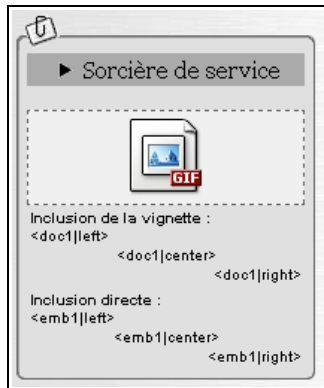 Sorcière de service
GIF
Inclusion de la vignette :
<doc1|left>
<doc1|center>
<doc1|right>
Inclusion directe :
<emb1|left>
<emb1|center>
<emb1|right>